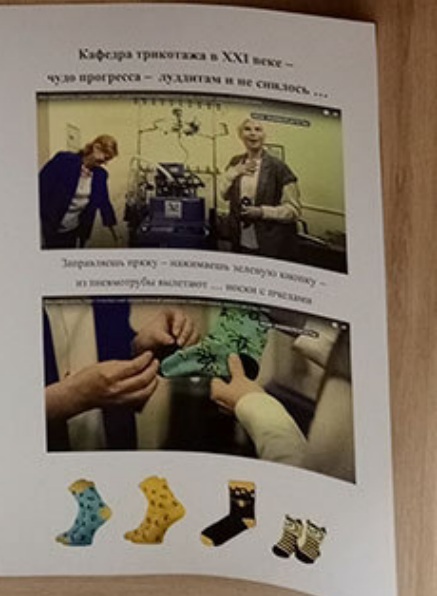 Кафедра трикотажа в XXI веке –
чудо прогресса – луддитам и не снилось ...
Заправляешь пряжу – нажимаешь зеленую кнопку –
из пневмотрубы вылетают ... носки с пчелами